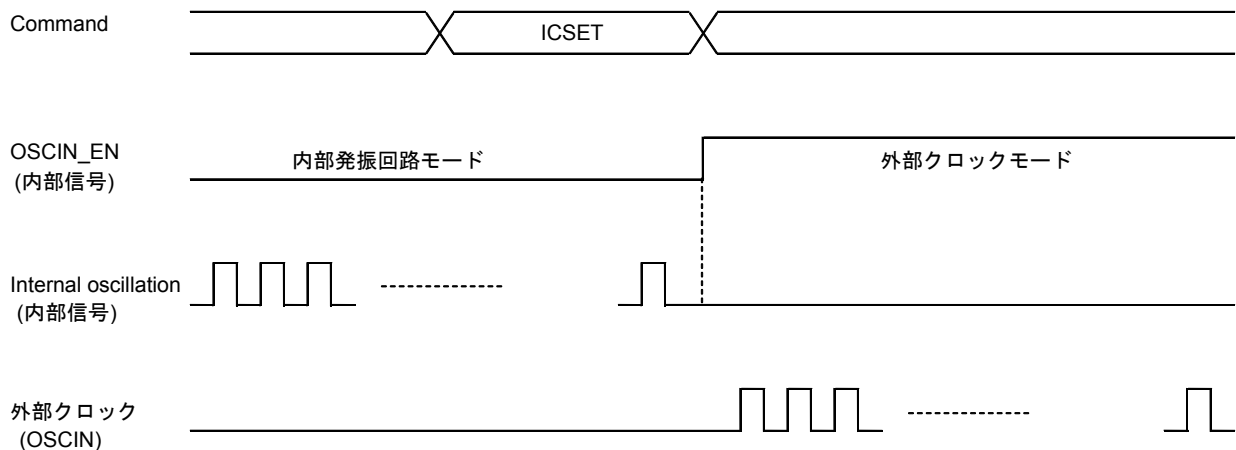 Command
ICSET
OSCIN_EN
(内部信号)
内部発振回路モード
外部クロックモード
Internal oscillation
(内部信号)
外部クロック
(OSCIN)